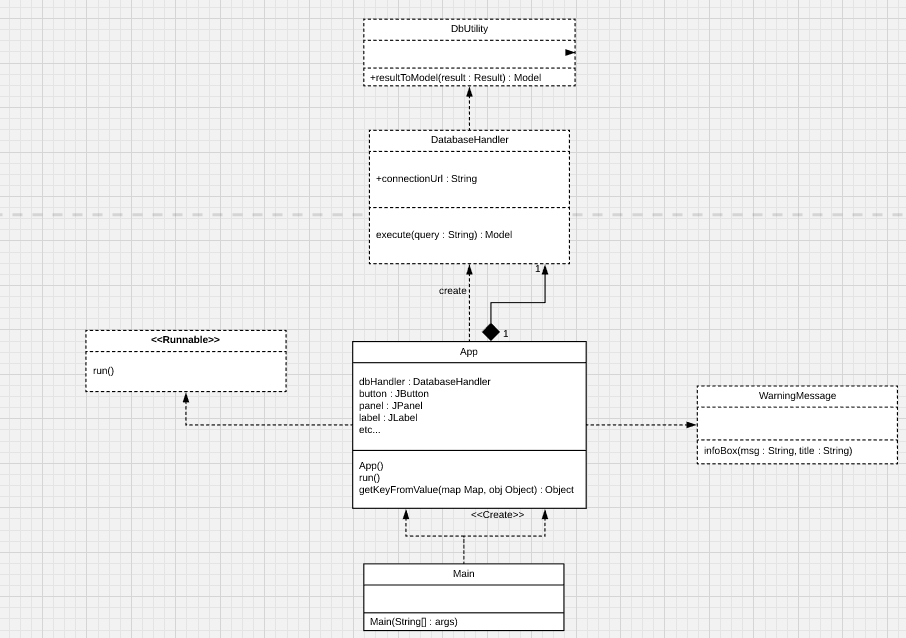 DbUtility
+resultToModel(result : Result) : Model
DatabaseHandler
+connectionUrl : String
execute(query : String) : Model
1
create
1
<<Runnable>>
run()
App
dbHandler : DatabaseHandler
button : JButton
panel : JPanel
label : JLabel
etc...
App()
run()
getKeyFromValue(map Map, obj Object) : Object
WarningMessage
infoBox(msg : String, title : String)
<<Create>>
Main
Main(String[] : args)